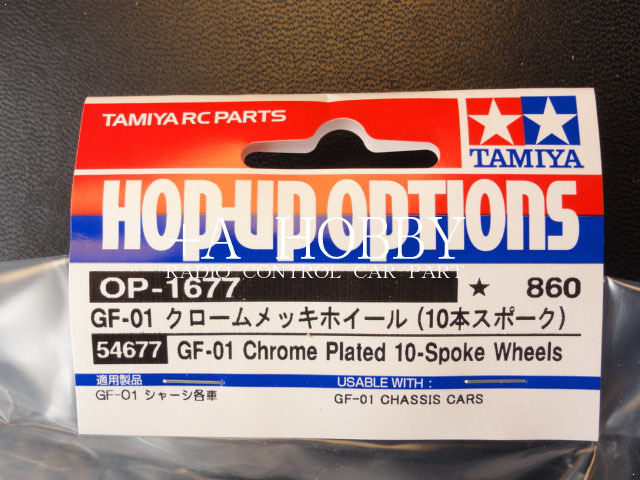 TAMIYA RC PARTS
TAMIYA
HOP-UP OPTIONS
+A HOBBY
RADIO CONTROL CAR PART
OP-1677 ★ 860
GF-01 クロームメッキホイール (10本スポーク)
54677 GF-01 Chrome Plated 10-Spoke Wheels
適用製品 USABLE WITH :
GF-01 シャーシ各車 GF-01 CHASSIS CARS